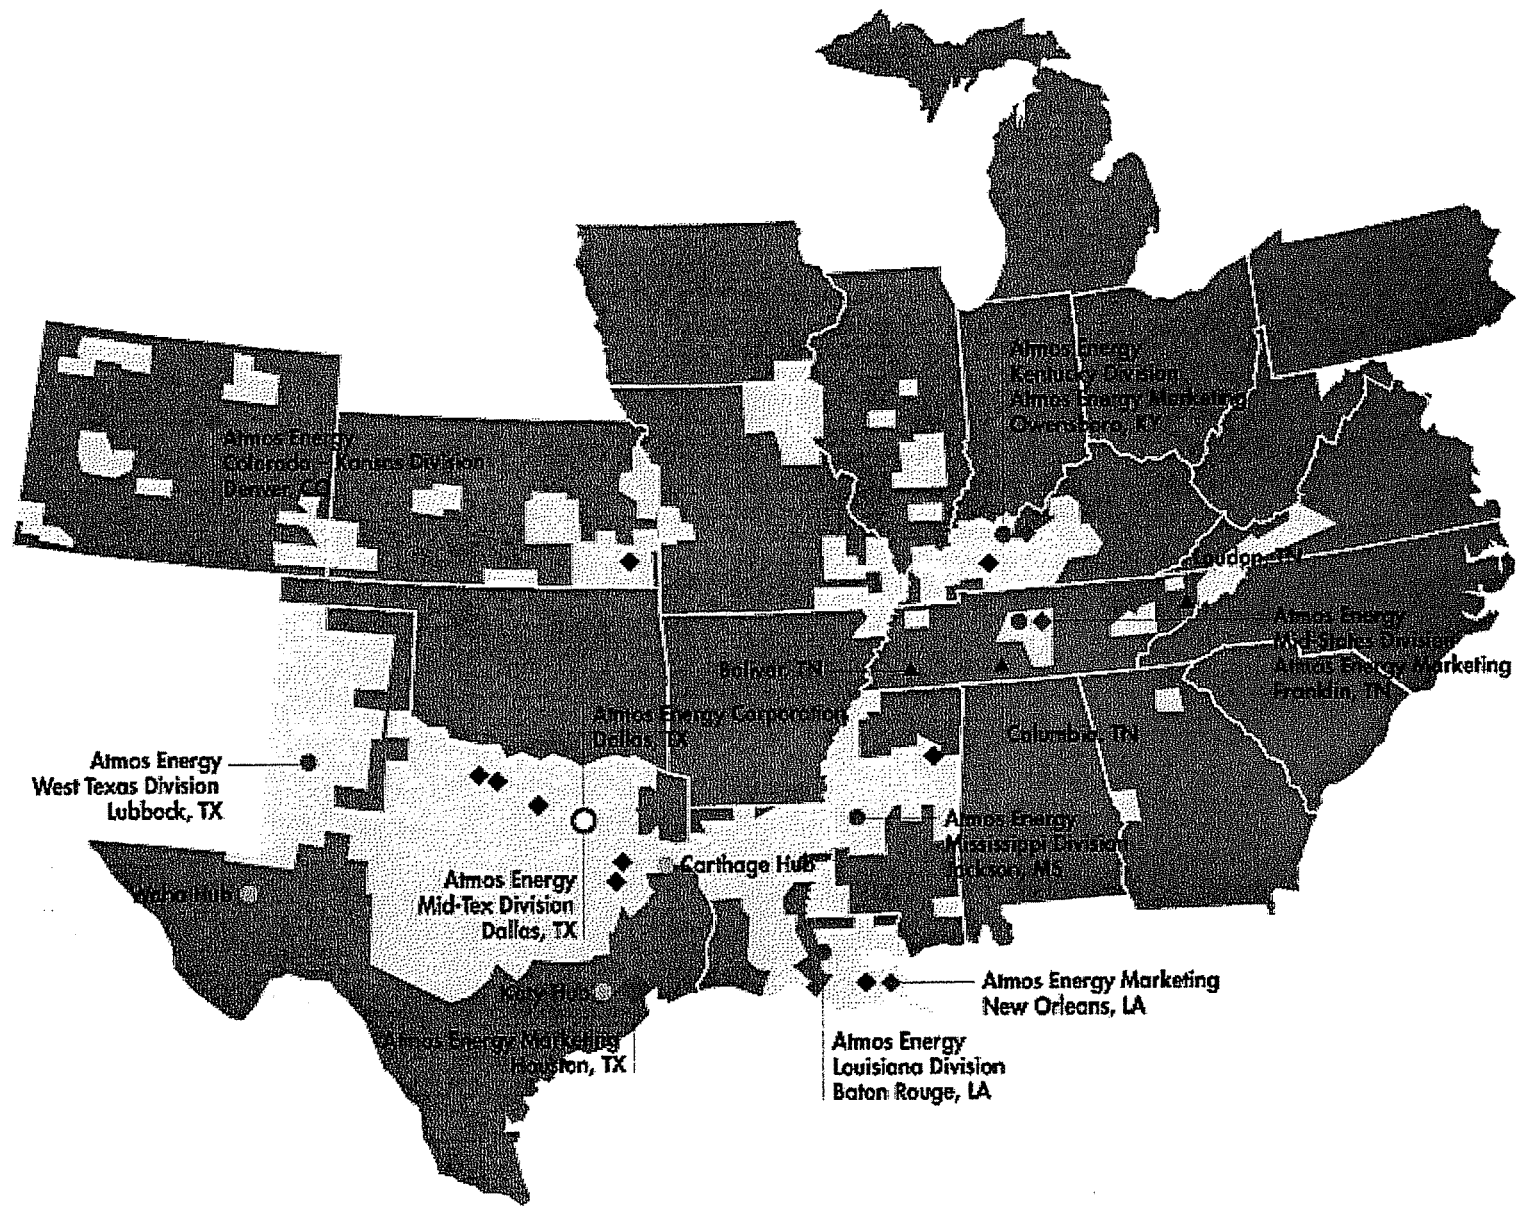 Atmos Energy
Kentucky Division
Atmos Energy Marketing
Owensboro, KY
Atmos Energy
Colorado – Kansas Division
Denver, CO
Loudon, TN
Atmos Energy
Mid-States Division
Atmos Energy Marketing
Franklin, TN
Bolivar, TN
Atmos Energy Corporation
Dallas, TX
Columbia, TN
Atmos Energy
West Texas Division
Lubbock, TX
Atmos Energy
Mississippi Division
Jackson, MS
Carthage Hub
Atmos Energy
Mid-Tex Division
Dallas, TX
Hub
Katy Hub
Atmos Energy Marketing
New Orleans, LA
Atmos Energy Marketing
Houston, TX
Atmos Energy
Louisiana Division
Baton Rouge, LA